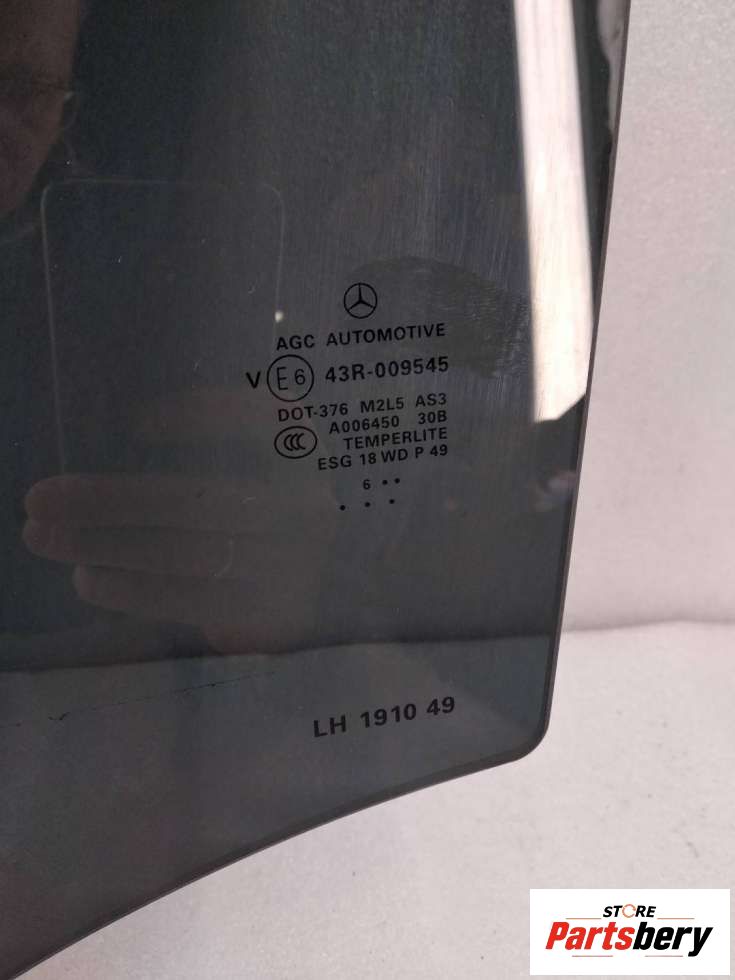 AGC AUTOMOTIVE
V E6 43R-009545
DOT-376 M2L5 AS3
A006450 30B
CCC TEMPERLITE
ESG 18 WD P 49
6 ••
• • •
LH 1910 49
STORE
Partsbery